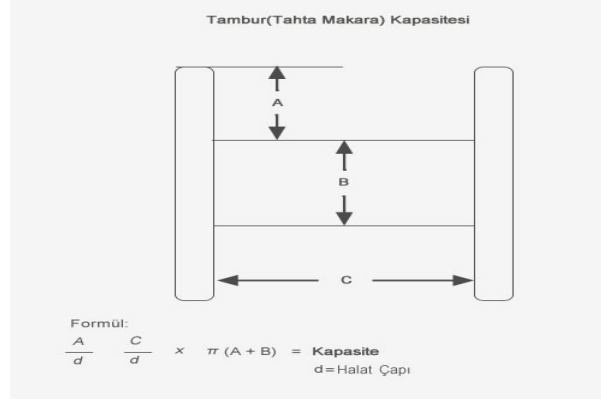 Tambur(Tahta Makara) Kapasitesi
A
B
C
Formül:
A/d C/d x π (A + B) = Kapasite
d=Halat Çapı